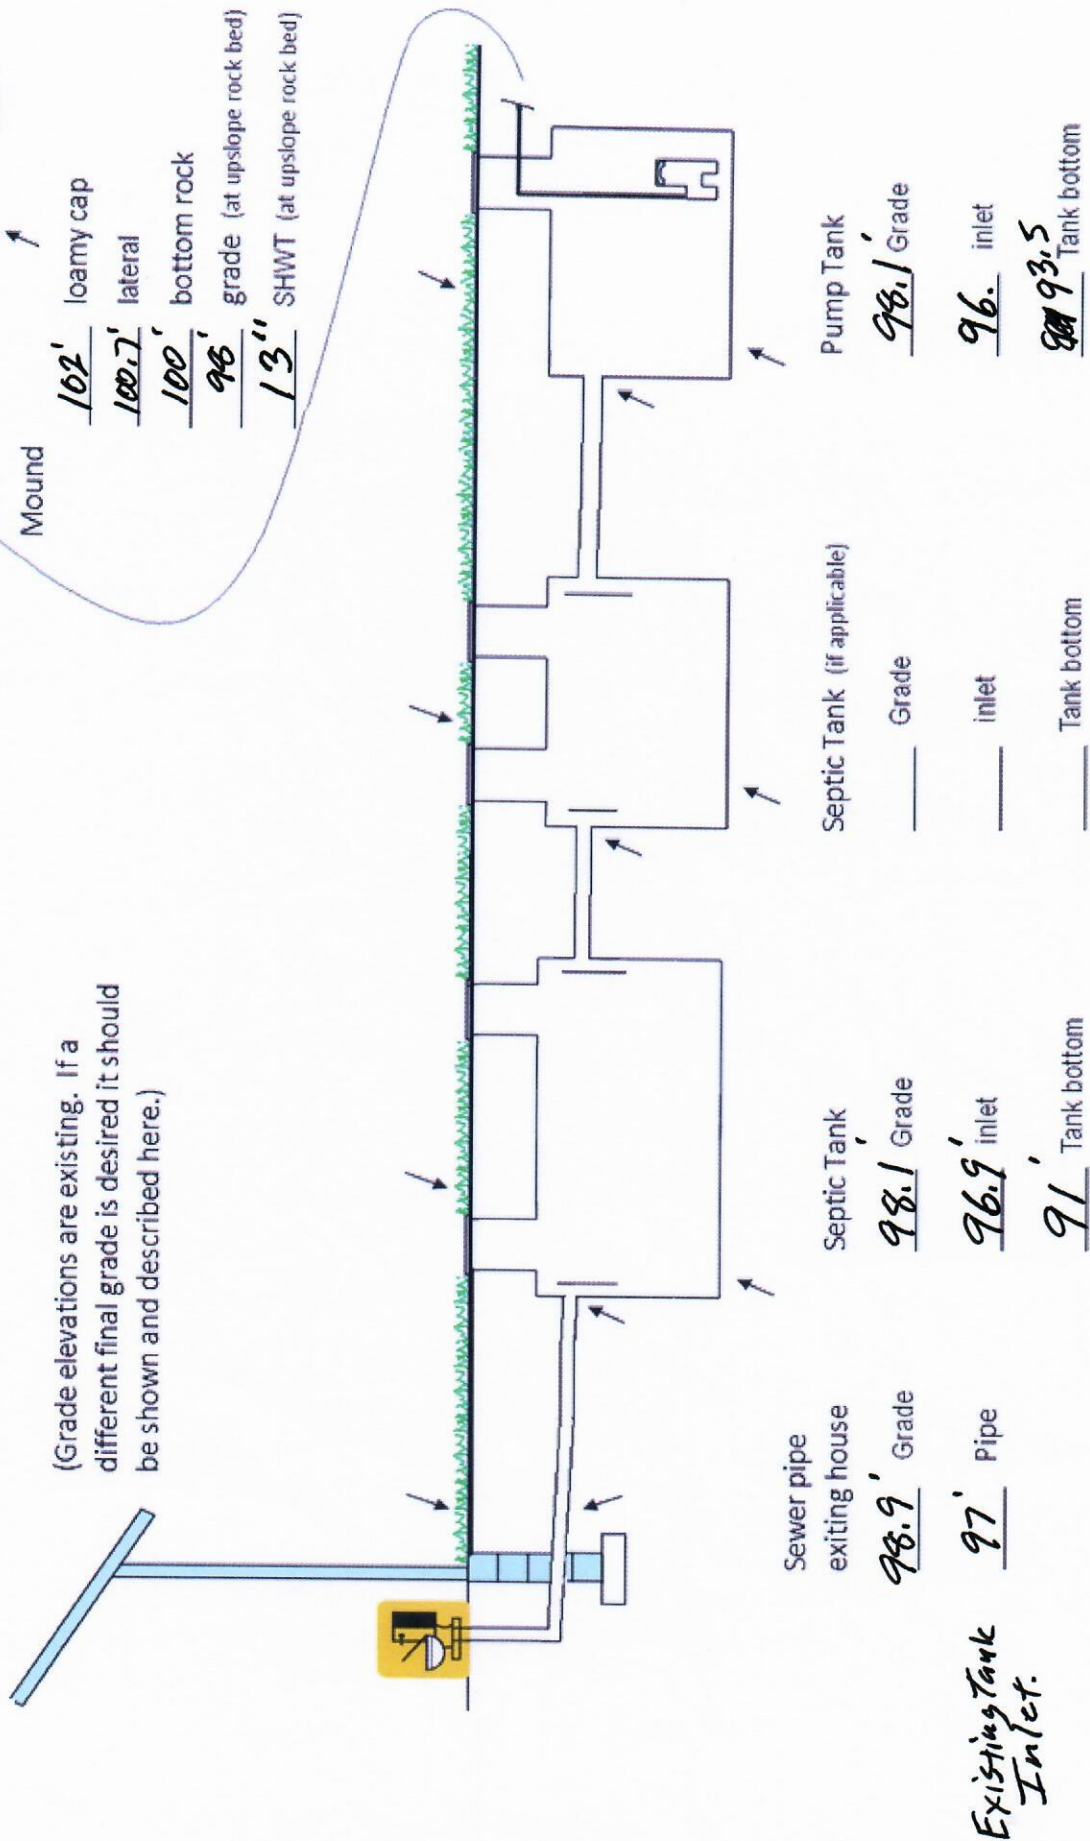 (Grade elevations are existing. If a
different final grade is desired it should
be shown and described here.)
Mound
102' loamy cap
100.7' lateral
100' bottom rock
98' grade (at upslope rock bed)
13" SHWT (at upslope rock bed)
Sewer pipe
exiting house
98.9' Grade
97' Pipe
Existing Tank
Inlet.
Septic Tank
98.1' Grade
96.9' inlet
91' Tank bottom
Septic Tank (if applicable)
Grade
inlet
Tank bottom
Pump Tank
98.1' Grade
96. inlet
93.5 Tank bottom